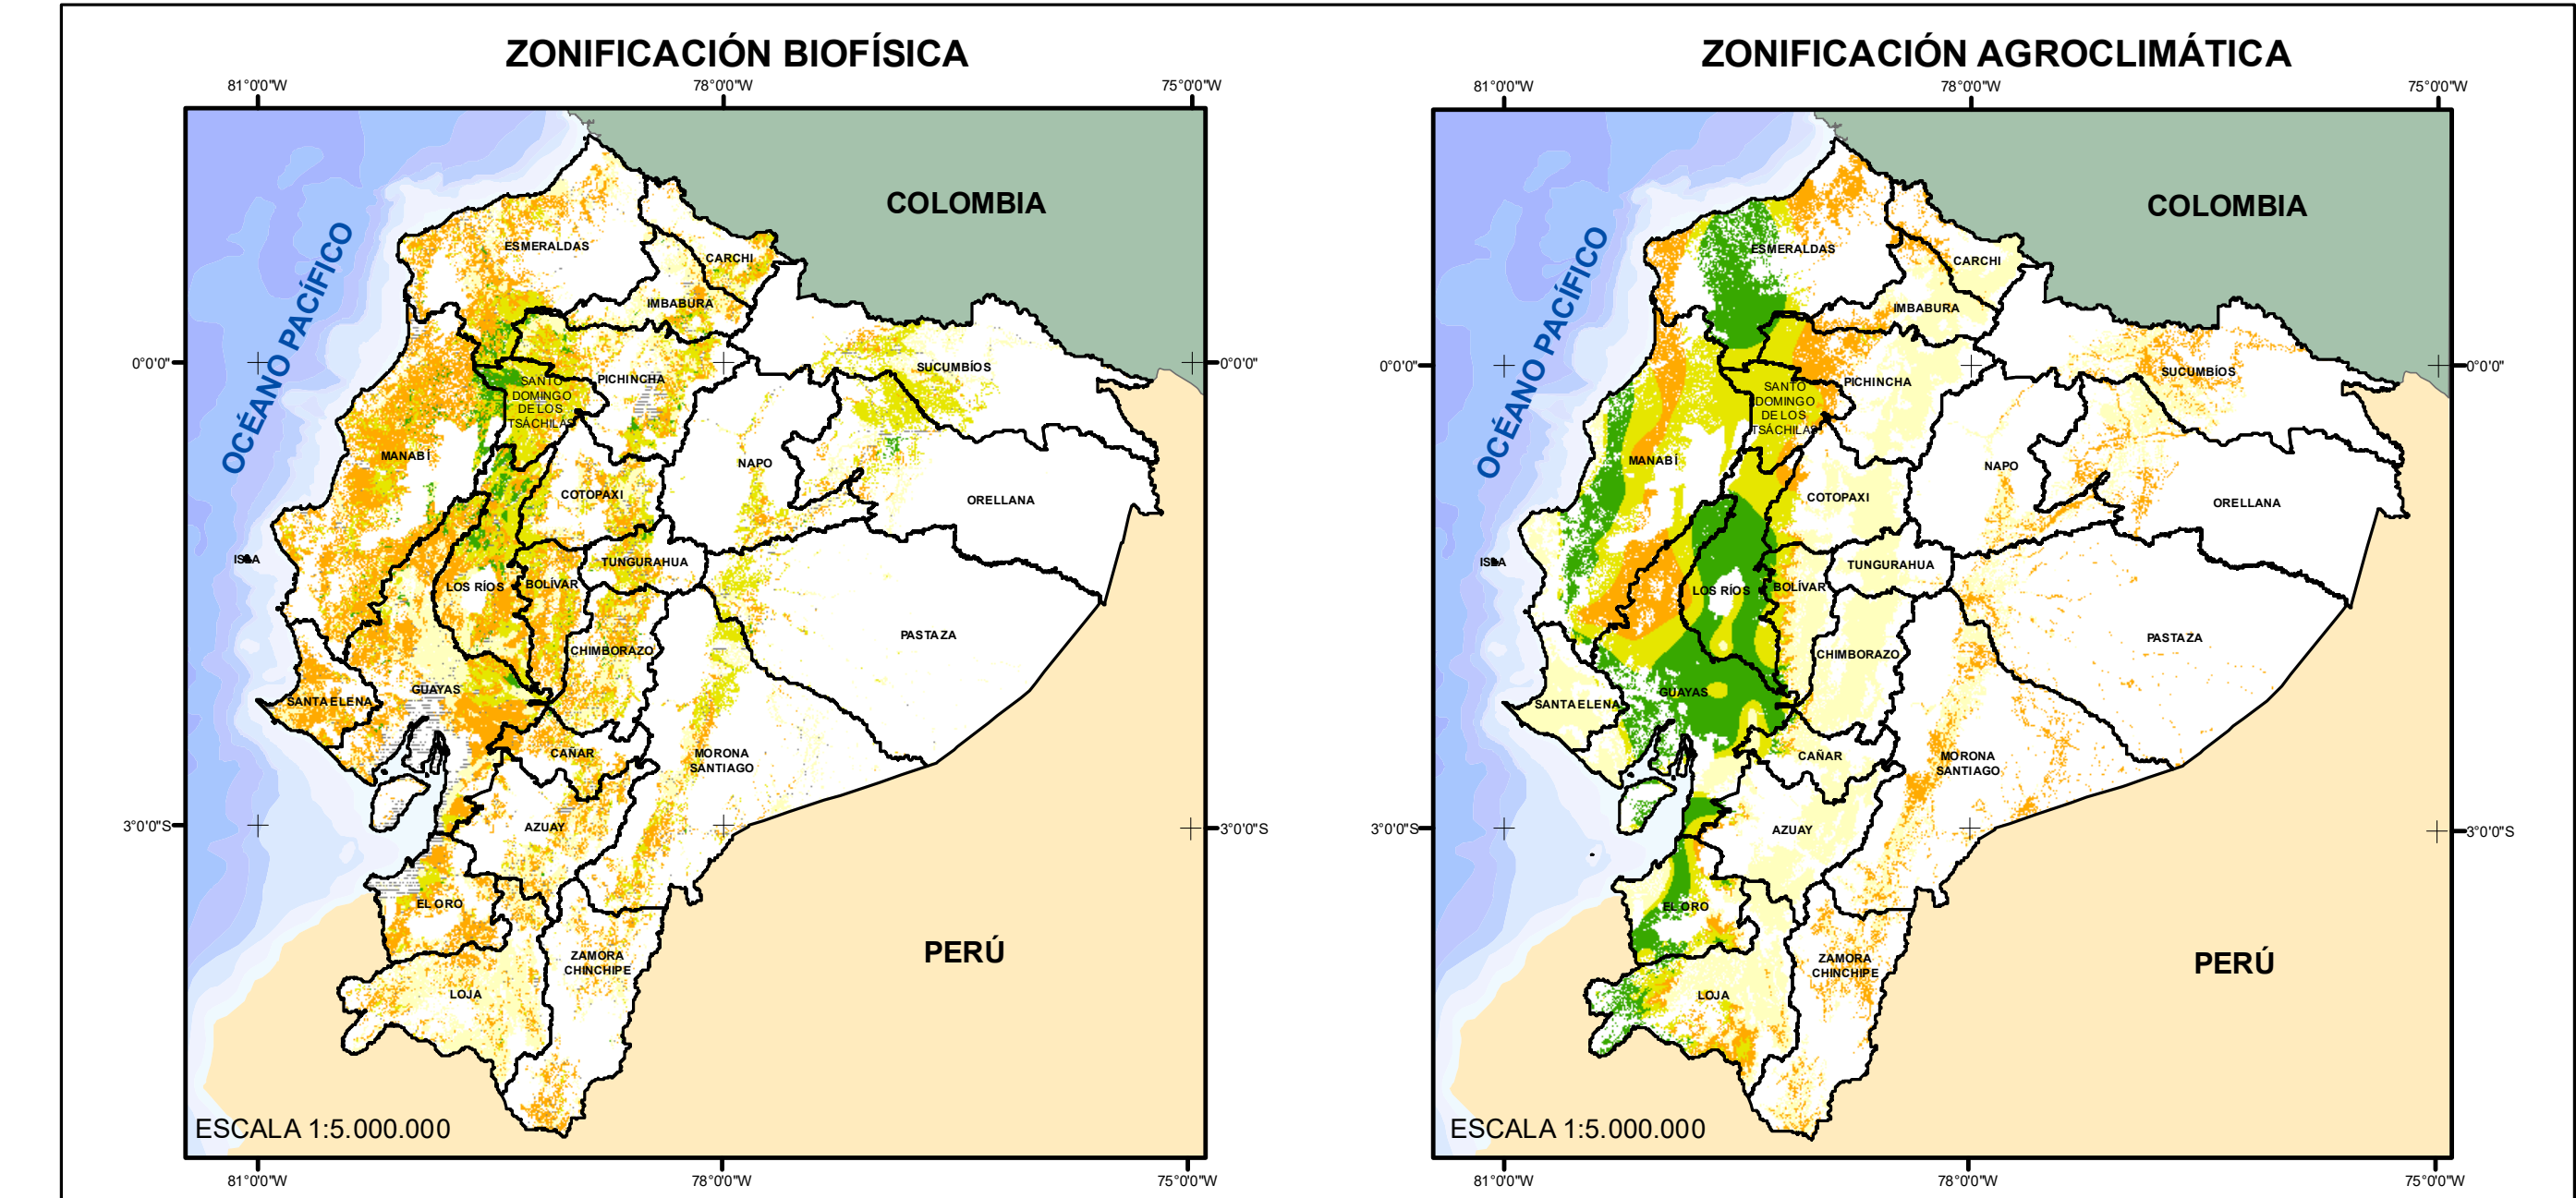 ZONIFICACIÓN BIOFÍSICA
81°0'0"W
78°0'0"W
75°0'0"W
COLOMBIA
OCÉANO PACÍFICO
ESMERALDAS
CARCHI
IMBABURA
0°0'0"
0°0'0"
SUCUMBÍOS
PICHINCHA
SANTO
DOMINGO
DE LOS
TSÁCHILAS
MANABÍ
NAPO
COTOPAXI
ORELLANA
ISLA
TUNGURAHUA
LOS RÍOS
BOLÍVAR
PASTAZA
CHIMBORAZO
GUAYAS
SANTA ELENA
CAÑAR
MORONA
SANTIAGO
3°0'0"S
3°0'0"S
AZUAY
EL ORO
PERÚ
ZAMORA
CHINCHIPE
LOJA
ESCALA 1:5.000.000
81°0'0"W
78°0'0"W
75°0'0"W
ZONIFICACIÓN AGROCLIMÁTICA
81°0'0"W
78°0'0"W
75°0'0"W
COLOMBIA
OCÉANO PACÍFICO
ESMERALDAS
CARCHI
IMBABURA
0°0'0"
0°0'0"
SUCUMBÍOS
PICHINCHA
SANTO
DOMINGO
DE LOS
TSÁCHILAS
MANABÍ
NAPO
COTOPAXI
ORELLANA
ISLA
TUNGURAHUA
LOS RÍOS
BOLÍVAR
PASTAZA
CHIMBORAZO
GUAYAS
SANTA ELENA
CAÑAR
MORONA
SANTIAGO
3°0'0"S
3°0'0"S
AZUAY
EL ORO
PERÚ
ZAMORA
CHINCHIPE
LOJA
ESCALA 1:5.000.000
81°0'0"W
78°0'0"W
75°0'0"W